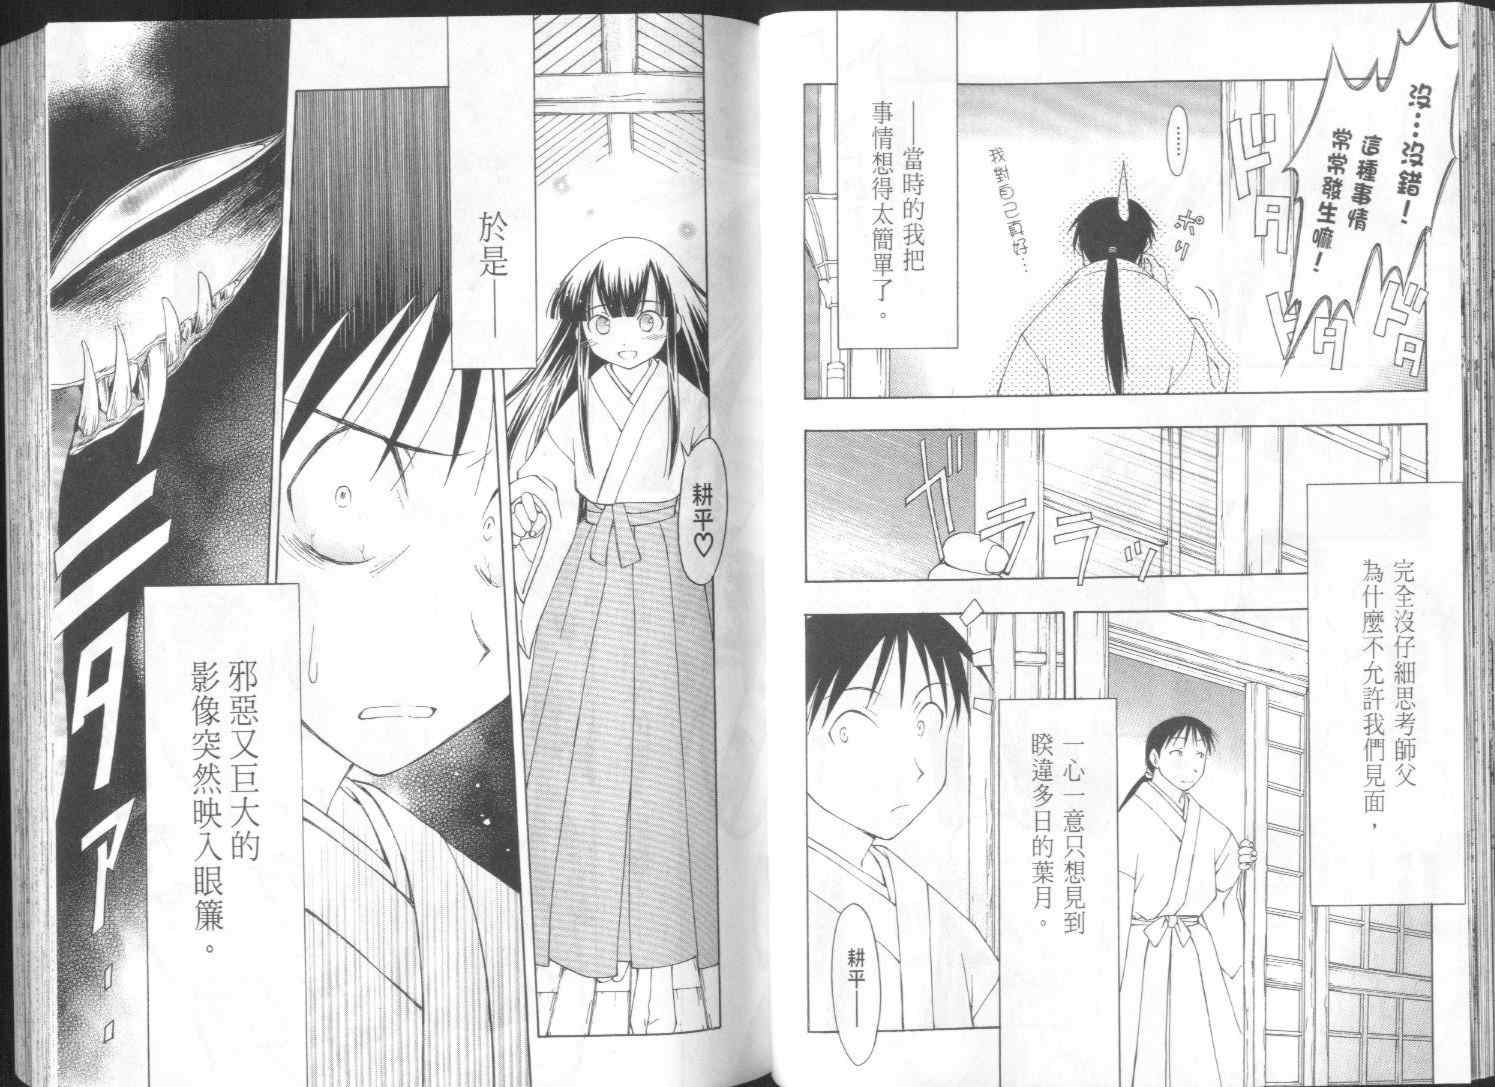 沒…沒錯！
這種事情
常常發生嘛！
ドタ
ドタ
ドタ
……
ポリ
我對自己真好…
——當時的我把
事情想得太簡單了。
ガラッ
完全沒仔細思考師父
為什麼不允許我們見面，
一心一意只想見到
睽違多日的葉月。
耕平——
耕平♡
於是——
ニタァ……
邪惡又巨大的
影像突然映入眼簾。